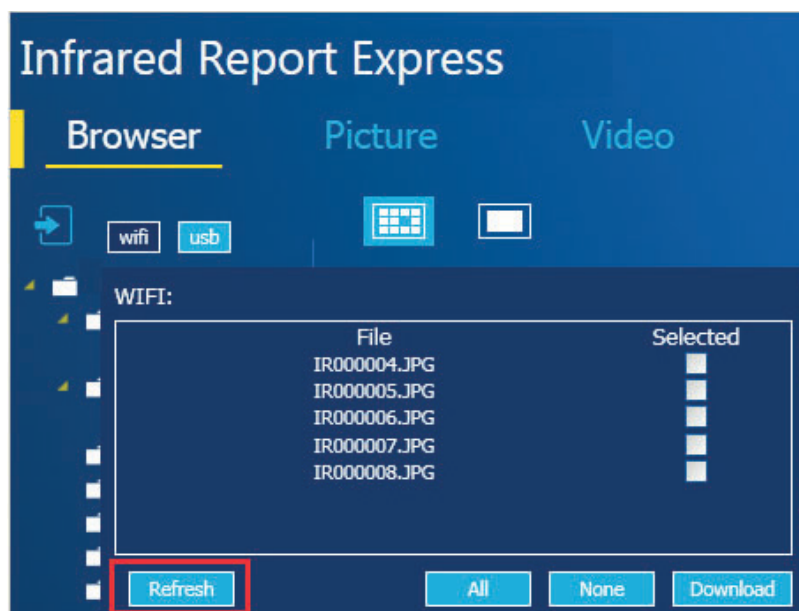 Infrared Report Express
Browser Picture Video
wifi usb
WIFI:
File Selected
IR000004.JPG
IR000005.JPG
IR000006.JPG
IR000007.JPG
IR000008.JPG
Refresh All None Download